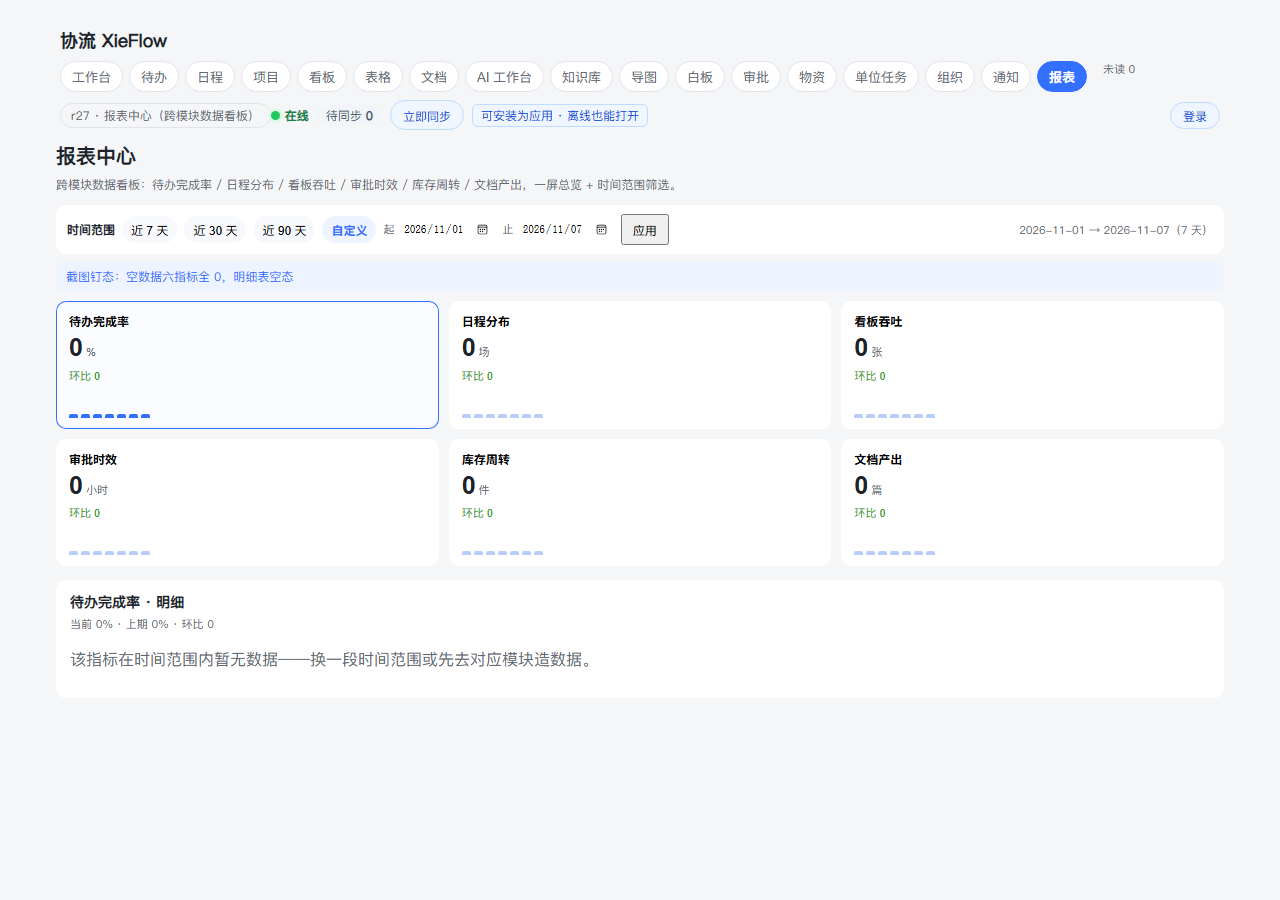 协流 XieFlow
工作台 待办 日程 项目 看板 表格 文档 AI 工作台 知识库 导图 白板 审批 物资 单位任务 组织 通知 报表 未读 0
r27 · 报表中心（跨模块数据看板） 在线 待同步 0 立即同步 可安装为应用 · 离线也能打开 登录
报表中心
跨模块数据看板：待办完成率 / 日程分布 / 看板吞吐 / 审批时效 / 库存周转 / 文档产出，一屏总览 + 时间范围筛选。
时间范围 近 7 天 近 30 天 近 90 天 自定义 起 2026/11/01 止 2026/11/07 应用 2026-11-01 → 2026-11-07（7 天）
截图钉态：空数据六指标全 0，明细表空态
待办完成率 日程分布 看板吞吐
0 % 0 场 0 张
环比 0 环比 0 环比 0
审批时效 库存周转 文档产出
0 小时 0 件 0 篇
环比 0 环比 0 环比 0
待办完成率 · 明细
当前 0% · 上期 0% · 环比 0
该指标在时间范围内暂无数据——换一段时间范围或先去对应模块造数据。